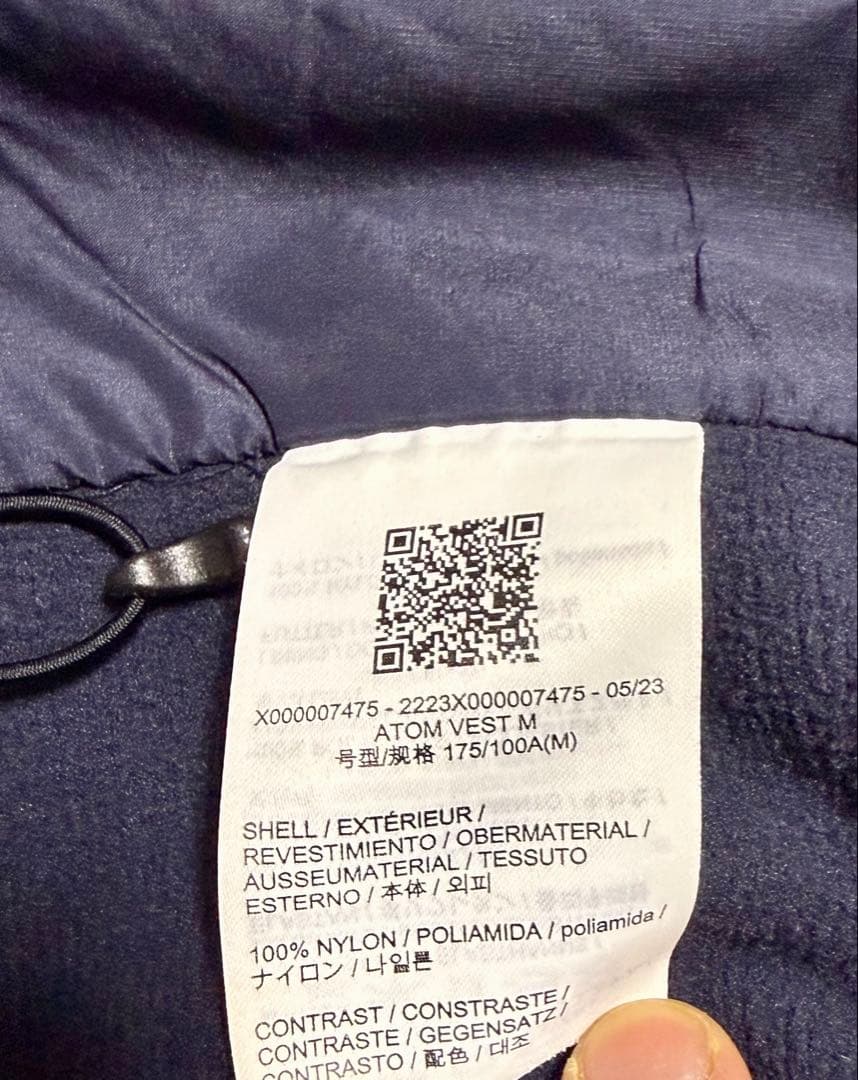 X000007475 - 2223X000007475 - 05/23
ATOM VEST M
号型/规格 175/100A(M)
SHELL / EXTÉRIEUR /
REVESTIMIENTO / OBERMATERIAL /
AUSSEUMATERIAL / TESSUTO
ESTERNO / 本体 / 외피
100% NYLON / POLIAMIDA / poliamida /
ナイロン / 나일론
CONTRAST / CONSTRASTE /
CONTRASTE / GEGENSATZ /
CONTRASTO / 配色 / 대조